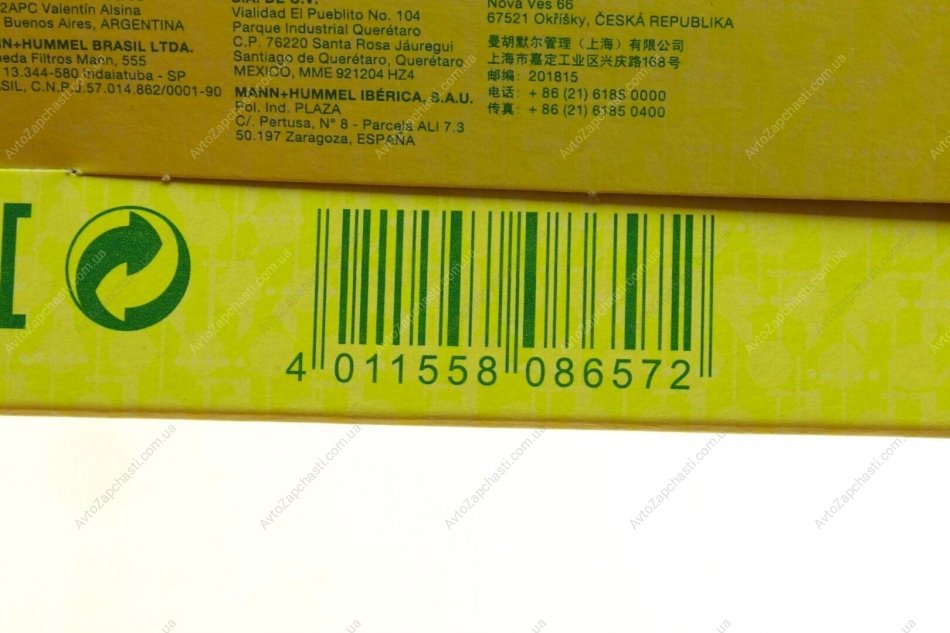 2APC Valentín Alsina
Buenos Aires, ARGENTINA
MANN+HUMMEL BRASIL LTDA.
Filtros Mann, 555
13.344-580 Indaiatuba - SP
C.N.P.J.57.014.862/0001-90
S.A. DE C.V.
Vialidad El Pueblito No. 104
Parque Industrial Querétaro
C.P. 76220 Santa Rosa Jáuregui
Santiago de Querétaro, Querétaro
MEXICO, MME 921204 HZ4
MANN+HUMMEL IBÉRICA, S.A.U.
Pol. Ind. PLAZA
C/. Pertusa, N° 8 - Parcela ALI 7.3
50.197 Zaragoza, ESPAÑA
Nová Ves 66
67521 Okříšky, ČESKÁ REPUBLIKA
曼胡默尔管理（上海）有限公司
上海市嘉定工业区兴庆路168号
邮编: 201815
电话: + 86 (21) 6185 0000
传真: + 86 (21) 6185 0400
4 011558 086572
AvtoZapchasti.com.ua